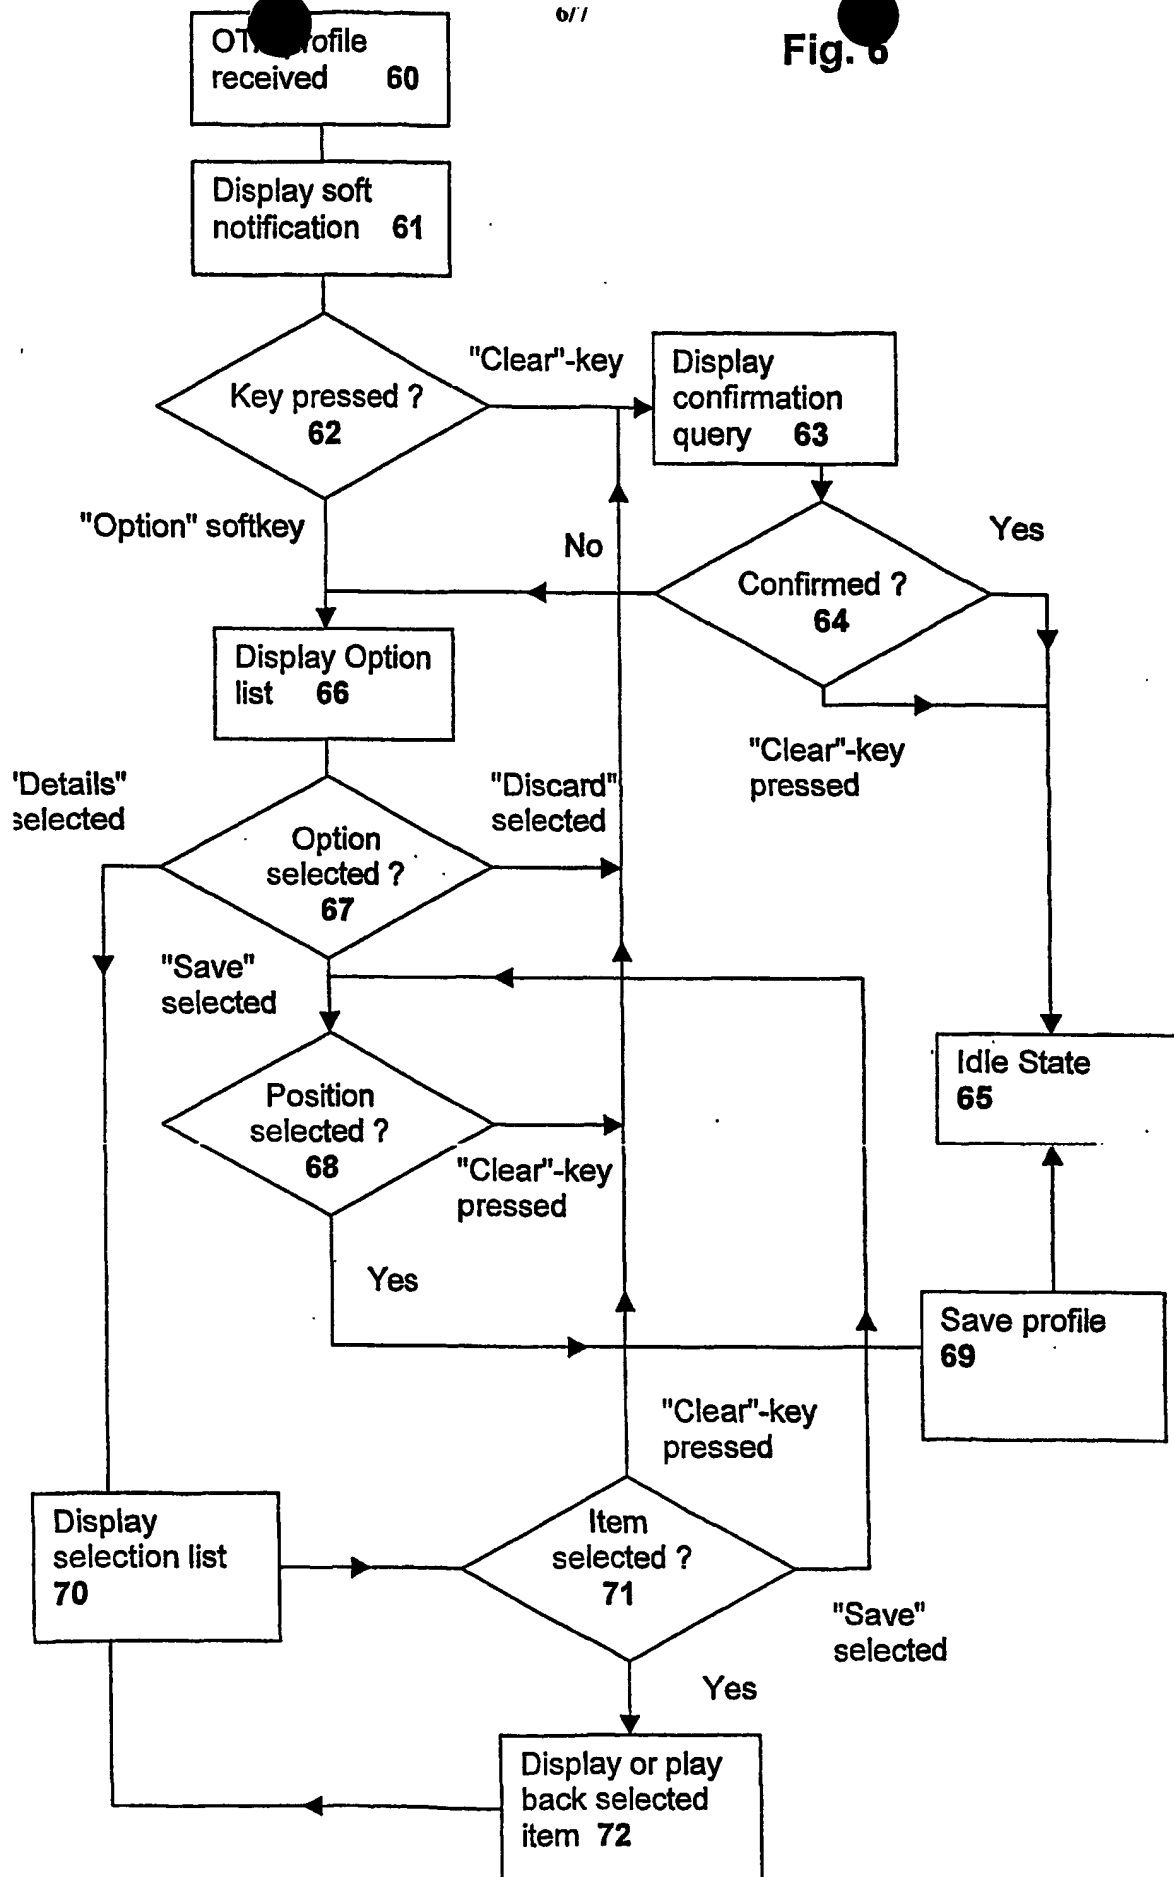 6/7
Fig. 6
OTA profile
received 60
Display soft
notification 61
"Clear"-key
Key pressed ?
62
Display
confirmation
query 63
"Option" softkey
No
Yes
Confirmed ?
64
Display Option
list 66
"Clear"-key
pressed
'Details"
selected
"Discard"
selected
Option
selected ?
67
"Save"
selected
Idle State
65
Position
selected ?
68
"Clear"-key
pressed
Yes
Save profile
69
"Clear"-key
pressed
Display
selection list
70
Item
selected ?
71
"Save"
selected
Yes
Display or play
back selected
item 72